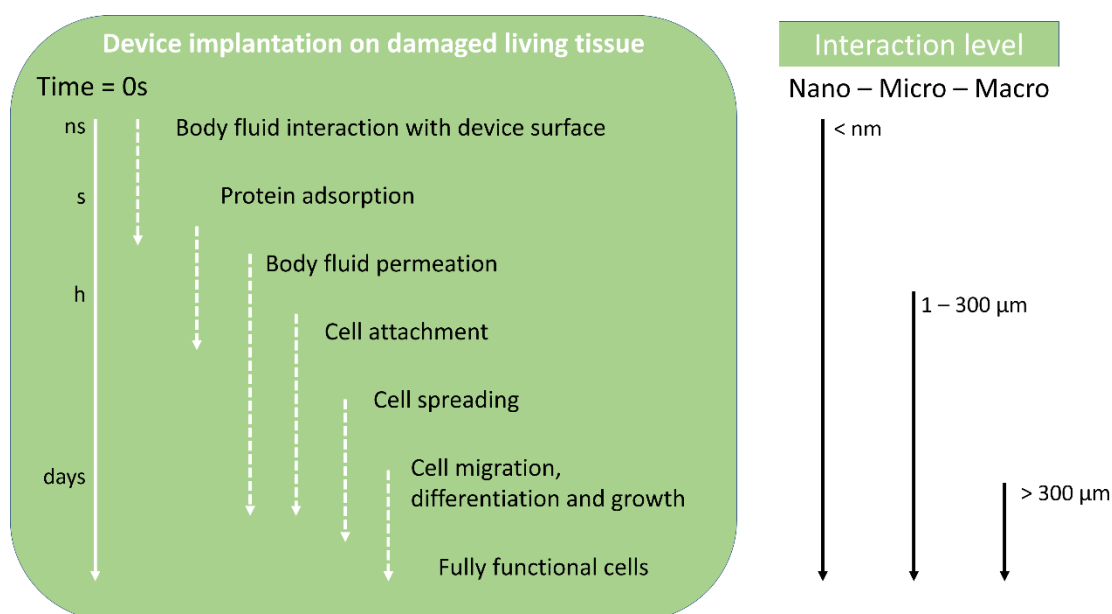 Device implantation on damaged living tissue
Time = 0s
ns
Body fluid interaction with device surface
s
Protein adsorption
Body fluid permeation
h
Cell attachment
Cell spreading
days
Cell migration,
differentiation and growth
Fully functional cells
Interaction level
Nano – Micro – Macro
< nm
1 – 300 µm
> 300 µm